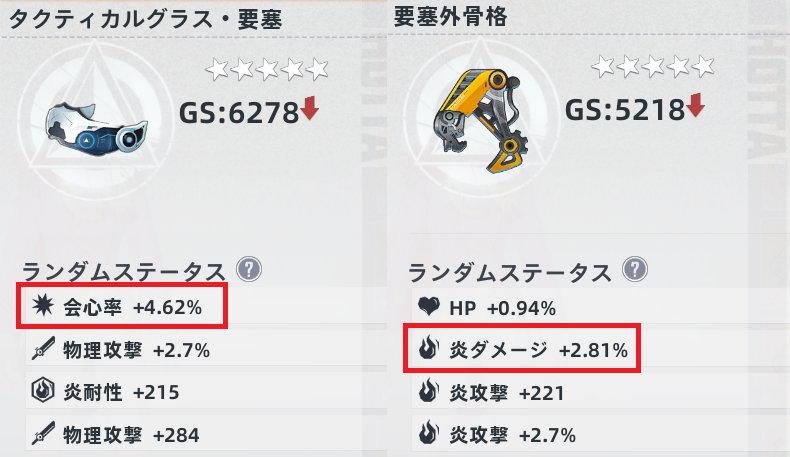 タクティカルグラス・要塞
GS:6278
ランダムステータス ?
会心率 +4.62%
物理攻撃 +2.7%
炎耐性 +215
物理攻撃 +284
要塞外骨格
GS:5218
ランダムステータス ?
HP +0.94%
炎ダメージ +2.81%
炎攻撃 +221
炎攻撃 +2.7%
HOTTA